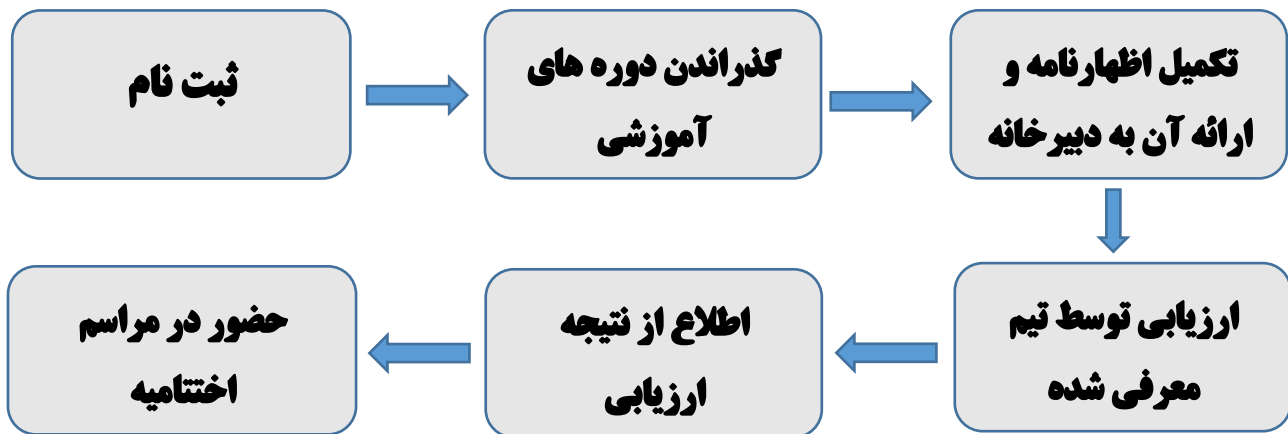 ثبت نام
گذراندن دوره های
آموزشی
تکمیل اظهارنامه و
ارائه آن به دبیرخانه
ارزیابی توسط تیم
معرفی شده
اطلاع از نتیجه
ارزیابی
حضور در مراسم
اختتامیه